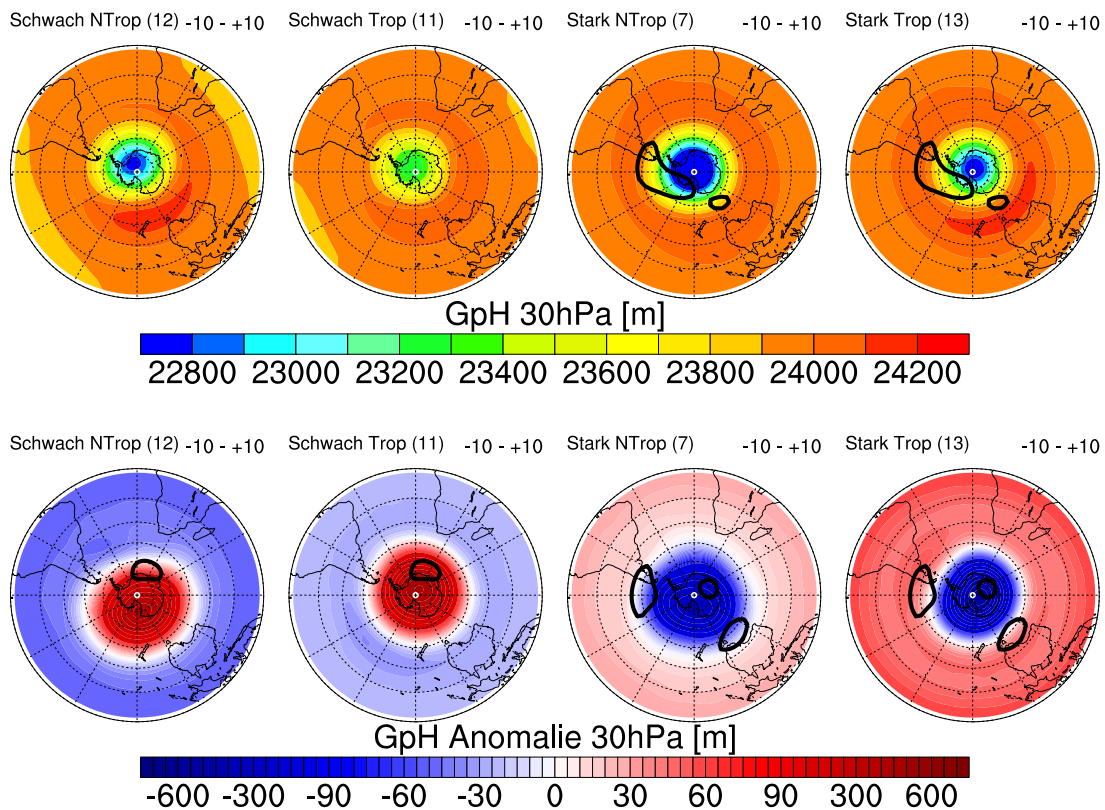 Schwach NTrop (12) -10 - +10 Schwach Trop (11) -10 - +10 Stark NTrop (7) -10 - +10 Stark Trop (13) -10 - +10
GpH 30hPa [m]
22800 23000 23200 23400 23600 23800 24000 24200
Schwach NTrop (12) -10 - +10 Schwach Trop (11) -10 - +10 Stark NTrop (7) -10 - +10 Stark Trop (13) -10 - +10
GpH Anomalie 30hPa [m]
-600 -300 -90 -60 -30 0 30 60 90 300 600